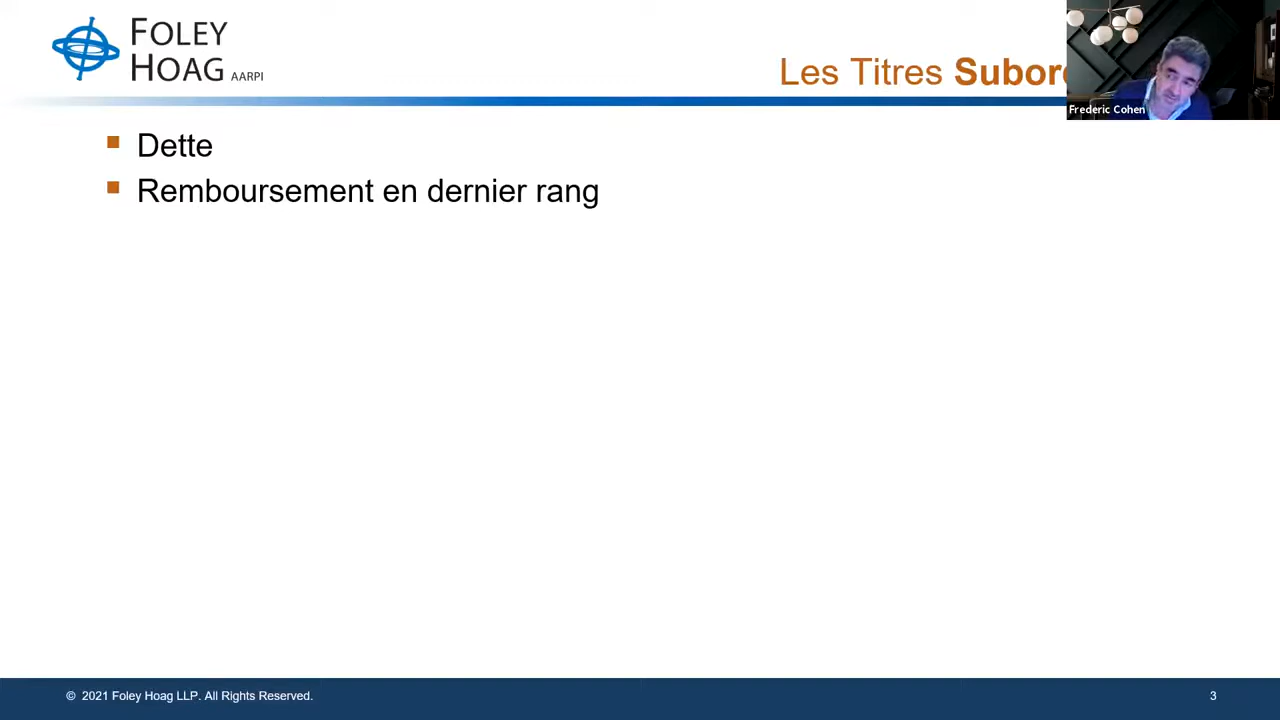 FOLEY
HOAG AARPI
Les Titres
Frederic Cohen
Dette
Remboursement en dernier rang
© 2021 Foley Hoag LLP. All Rights Reserved.
3